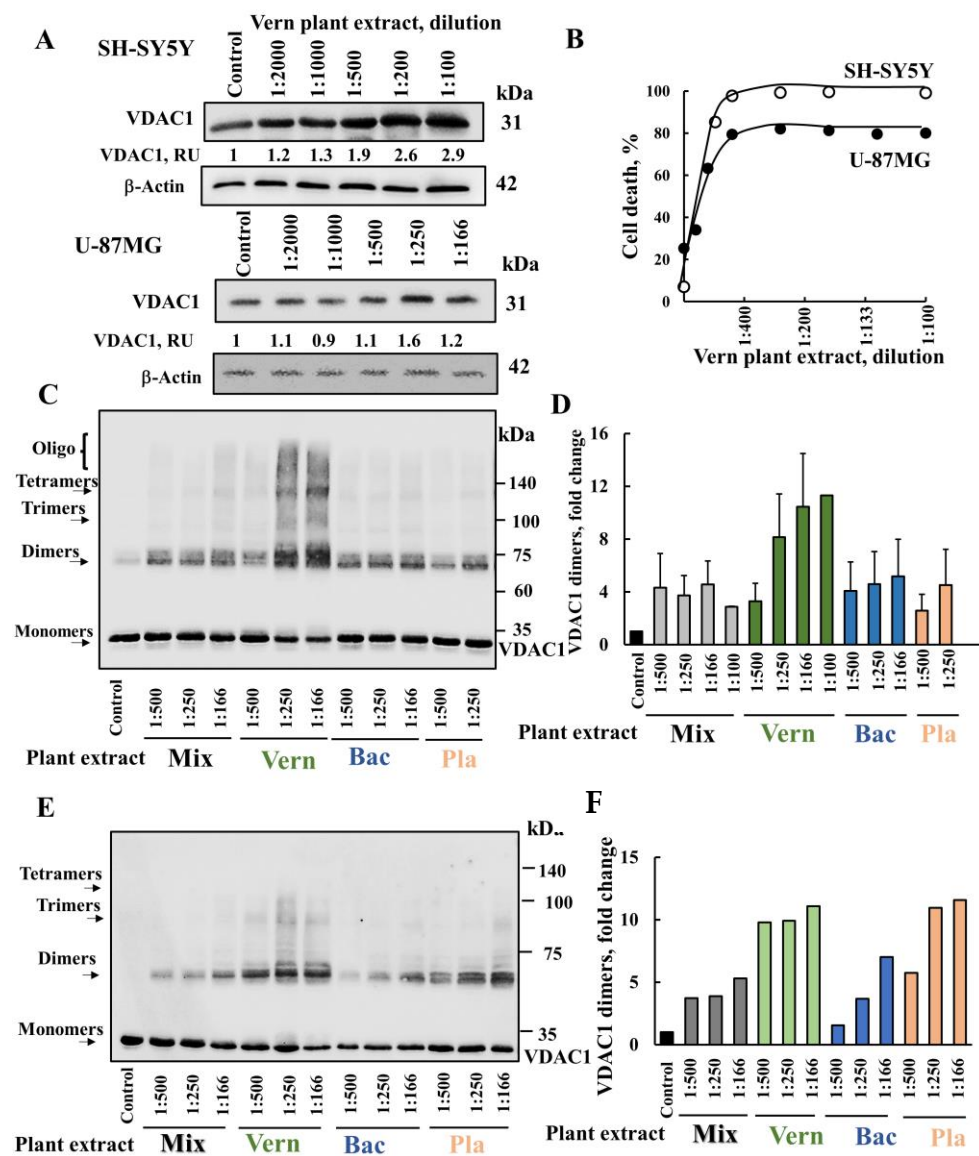 A
Vern plant extract, dilution
SH-SY5Y
Control
1:2000
1:1000
1:500
1:200
1:100
kDa
VDAC1
31
VDAC1, RU 1 1.2 1.3 1.9 2.6 2.9
β-Actin
42
U-87MG
Control
1:2000
1:1000
1:500
1:250
1:166
kDa
VDAC1
31
VDAC1, RU 1 1.1 0.9 1.1 1.6 1.2
β-Actin
42
B
SH-SY5Y
U-87MG
Cell death, %
100
80
60
40
20
0
1:400
1:200
1:133
1:100
Vern plant extract, dilution
C
kDa
Oligo
Tetramers
Trimers
Dimers
Monomers
140
100
75
60
35
VDAC1
Control
1:500
1:250
1:166
1:500
1:250
1:166
1:500
1:250
1:166
1:500
1:250
Plant extract Mix Vern Bac Pla
D
VDAC1 dimers, fold change
16
12
8
4
0
Control
1:500
1:250
1:166
1:100
1:500
1:250
1:166
1:100
1:500
1:250
1:166
1:500
1:250
Plant extract Mix Vern Bac Pla
E
kD..
Tetramers
Trimers
Dimers
Monomers
140
100
75
35
VDAC1
Control
1:500
1:250
1:166
1:500
1:250
1:166
1:500
1:250
1:166
1:500
1:250
1:166
Plant extract Mix Vern Bac Pla
F
VDAC1 dimers, fold change
15
10
5
0
Control
1:500
1:250
1:166
1:500
1:250
1:166
1:500
1:250
1:166
1:500
1:250
1:166
Plant extract Mix Vern Bac Pla